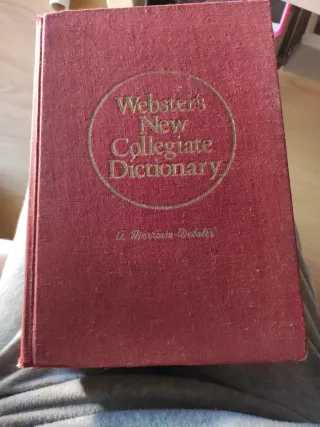 Webster's
New
Collegiate
Dictionary
a Merriam-Webster